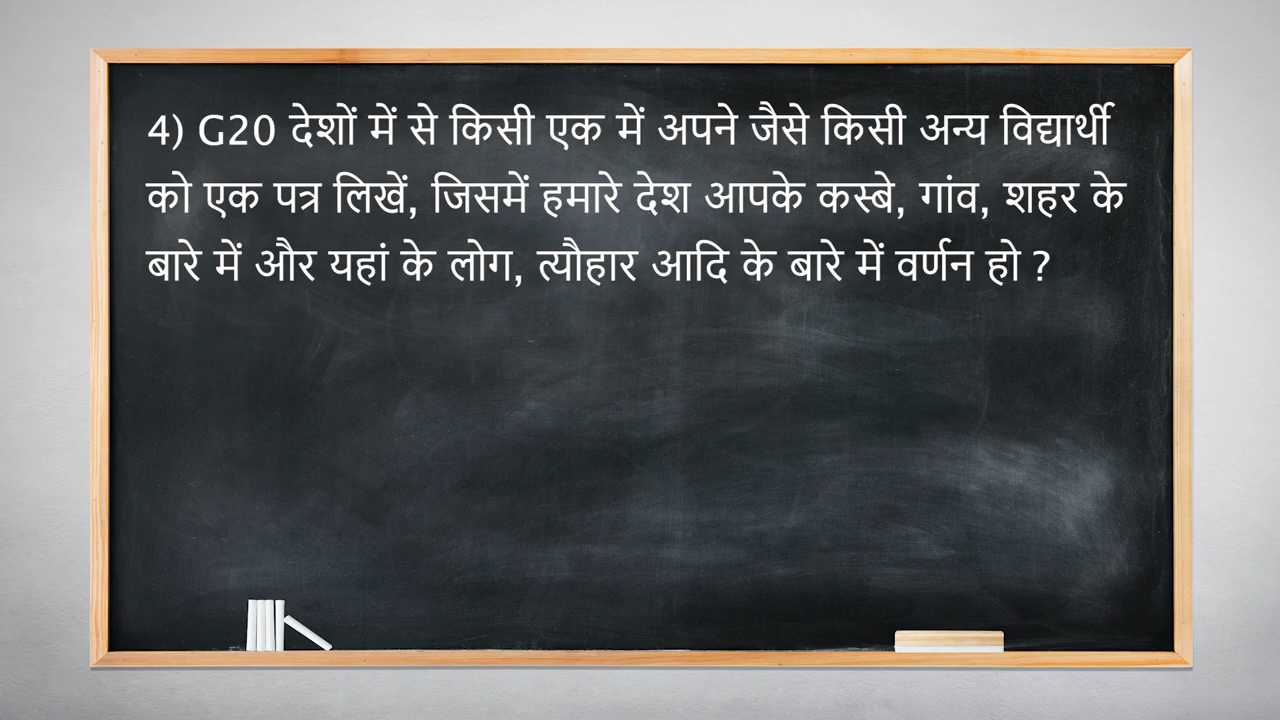 4) G20 देशों में से किसी एक में अपने जैसे किसी अन्य विद्यार्थी
को एक पत्र लिखें, जिसमें हमारे देश आपके कस्बे, गांव, शहर के
बारे में और यहां के लोग, त्यौहार आदि के बारे में वर्णन हो ?